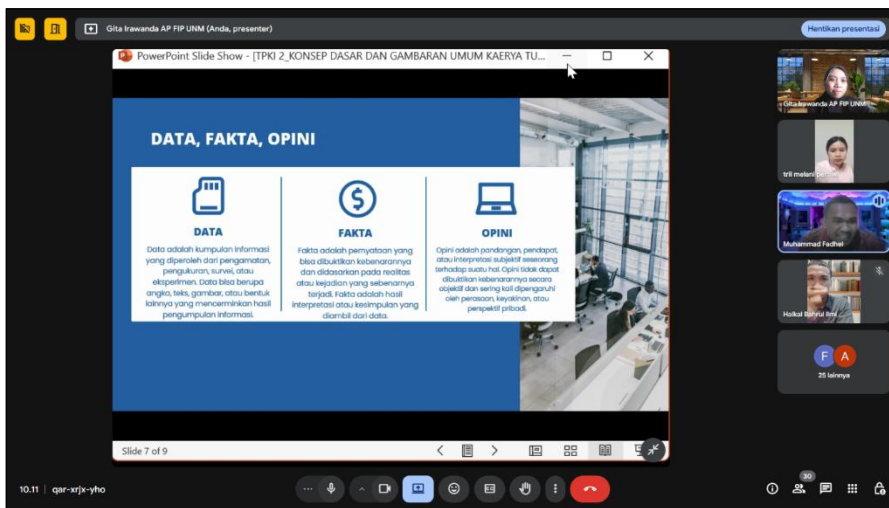 Gita Irawanda AP FIP UNM (Anda, presenter)
Hentikan presentasi
PowerPoint Slide Show - [TPKI 2_KONSEP DASAR DAN GAMBARAN UMUM KAERYA TU...
DATA, FAKTA, OPINI
DATA
Data adalah kumpulan informasi
yang diperoleh dari pengamatan,
pengukuran, survei, atau
eksperimen. Data bisa berupa
angka, teks, gambar, atau bentuk
lainnya yang mencerminkan hasil
pengumpulan informasi.
FAKTA
Fakta adalah pernyataan yang
bisa dibuktikan kebenarannya
dan didasarkan pada realitas
atau kejadian yang sebenarnya
terjadi. Fakta adalah hasil
interpretasi atau kesimpulan yang
diambil dari data.
OPINI
Opini adalah pandangan, pendapat,
atau interpretasi subjektif seseorang
terhadap suatu hal. Opini tidak dapat
dibuktikan kebenarannya secara
objektif dan sering kali dipengaruhi
oleh perasaan, keyakinan, atau
perspektif pribadi.
Slide 7 of 9
Gita Irawanda AP FIP UNM
trii melani
Muhammad Fadhel
Haikal Bahrul Ilmi
F A
25 lainnya
10.11 | qar-xrjx-yho
30